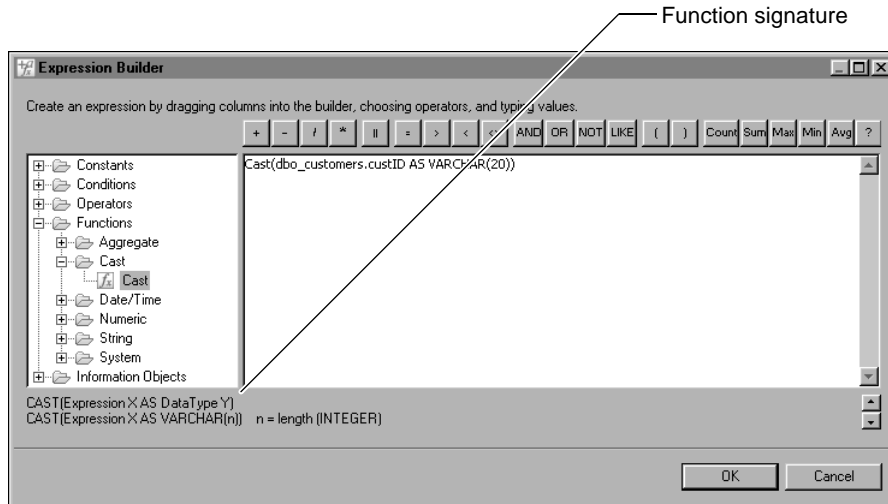 Function signature
Expression Builder
Create an expression by dragging columns into the builder, choosing operators, and typing values.
+ - / * || = > < <> AND OR NOT LIKE ( ) Count Sum Max Min Avg ?
Constants
Conditions
Operators
Functions
Aggregate
Cast
fx Cast
Date/Time
Numeric
String
System
Information Objects
Cast(dbo_customers.custID AS VARCHAR(20))
CAST(Expression X AS DataType Y)
CAST(Expression X AS VARCHAR(n)) n = length (INTEGER)
OK Cancel